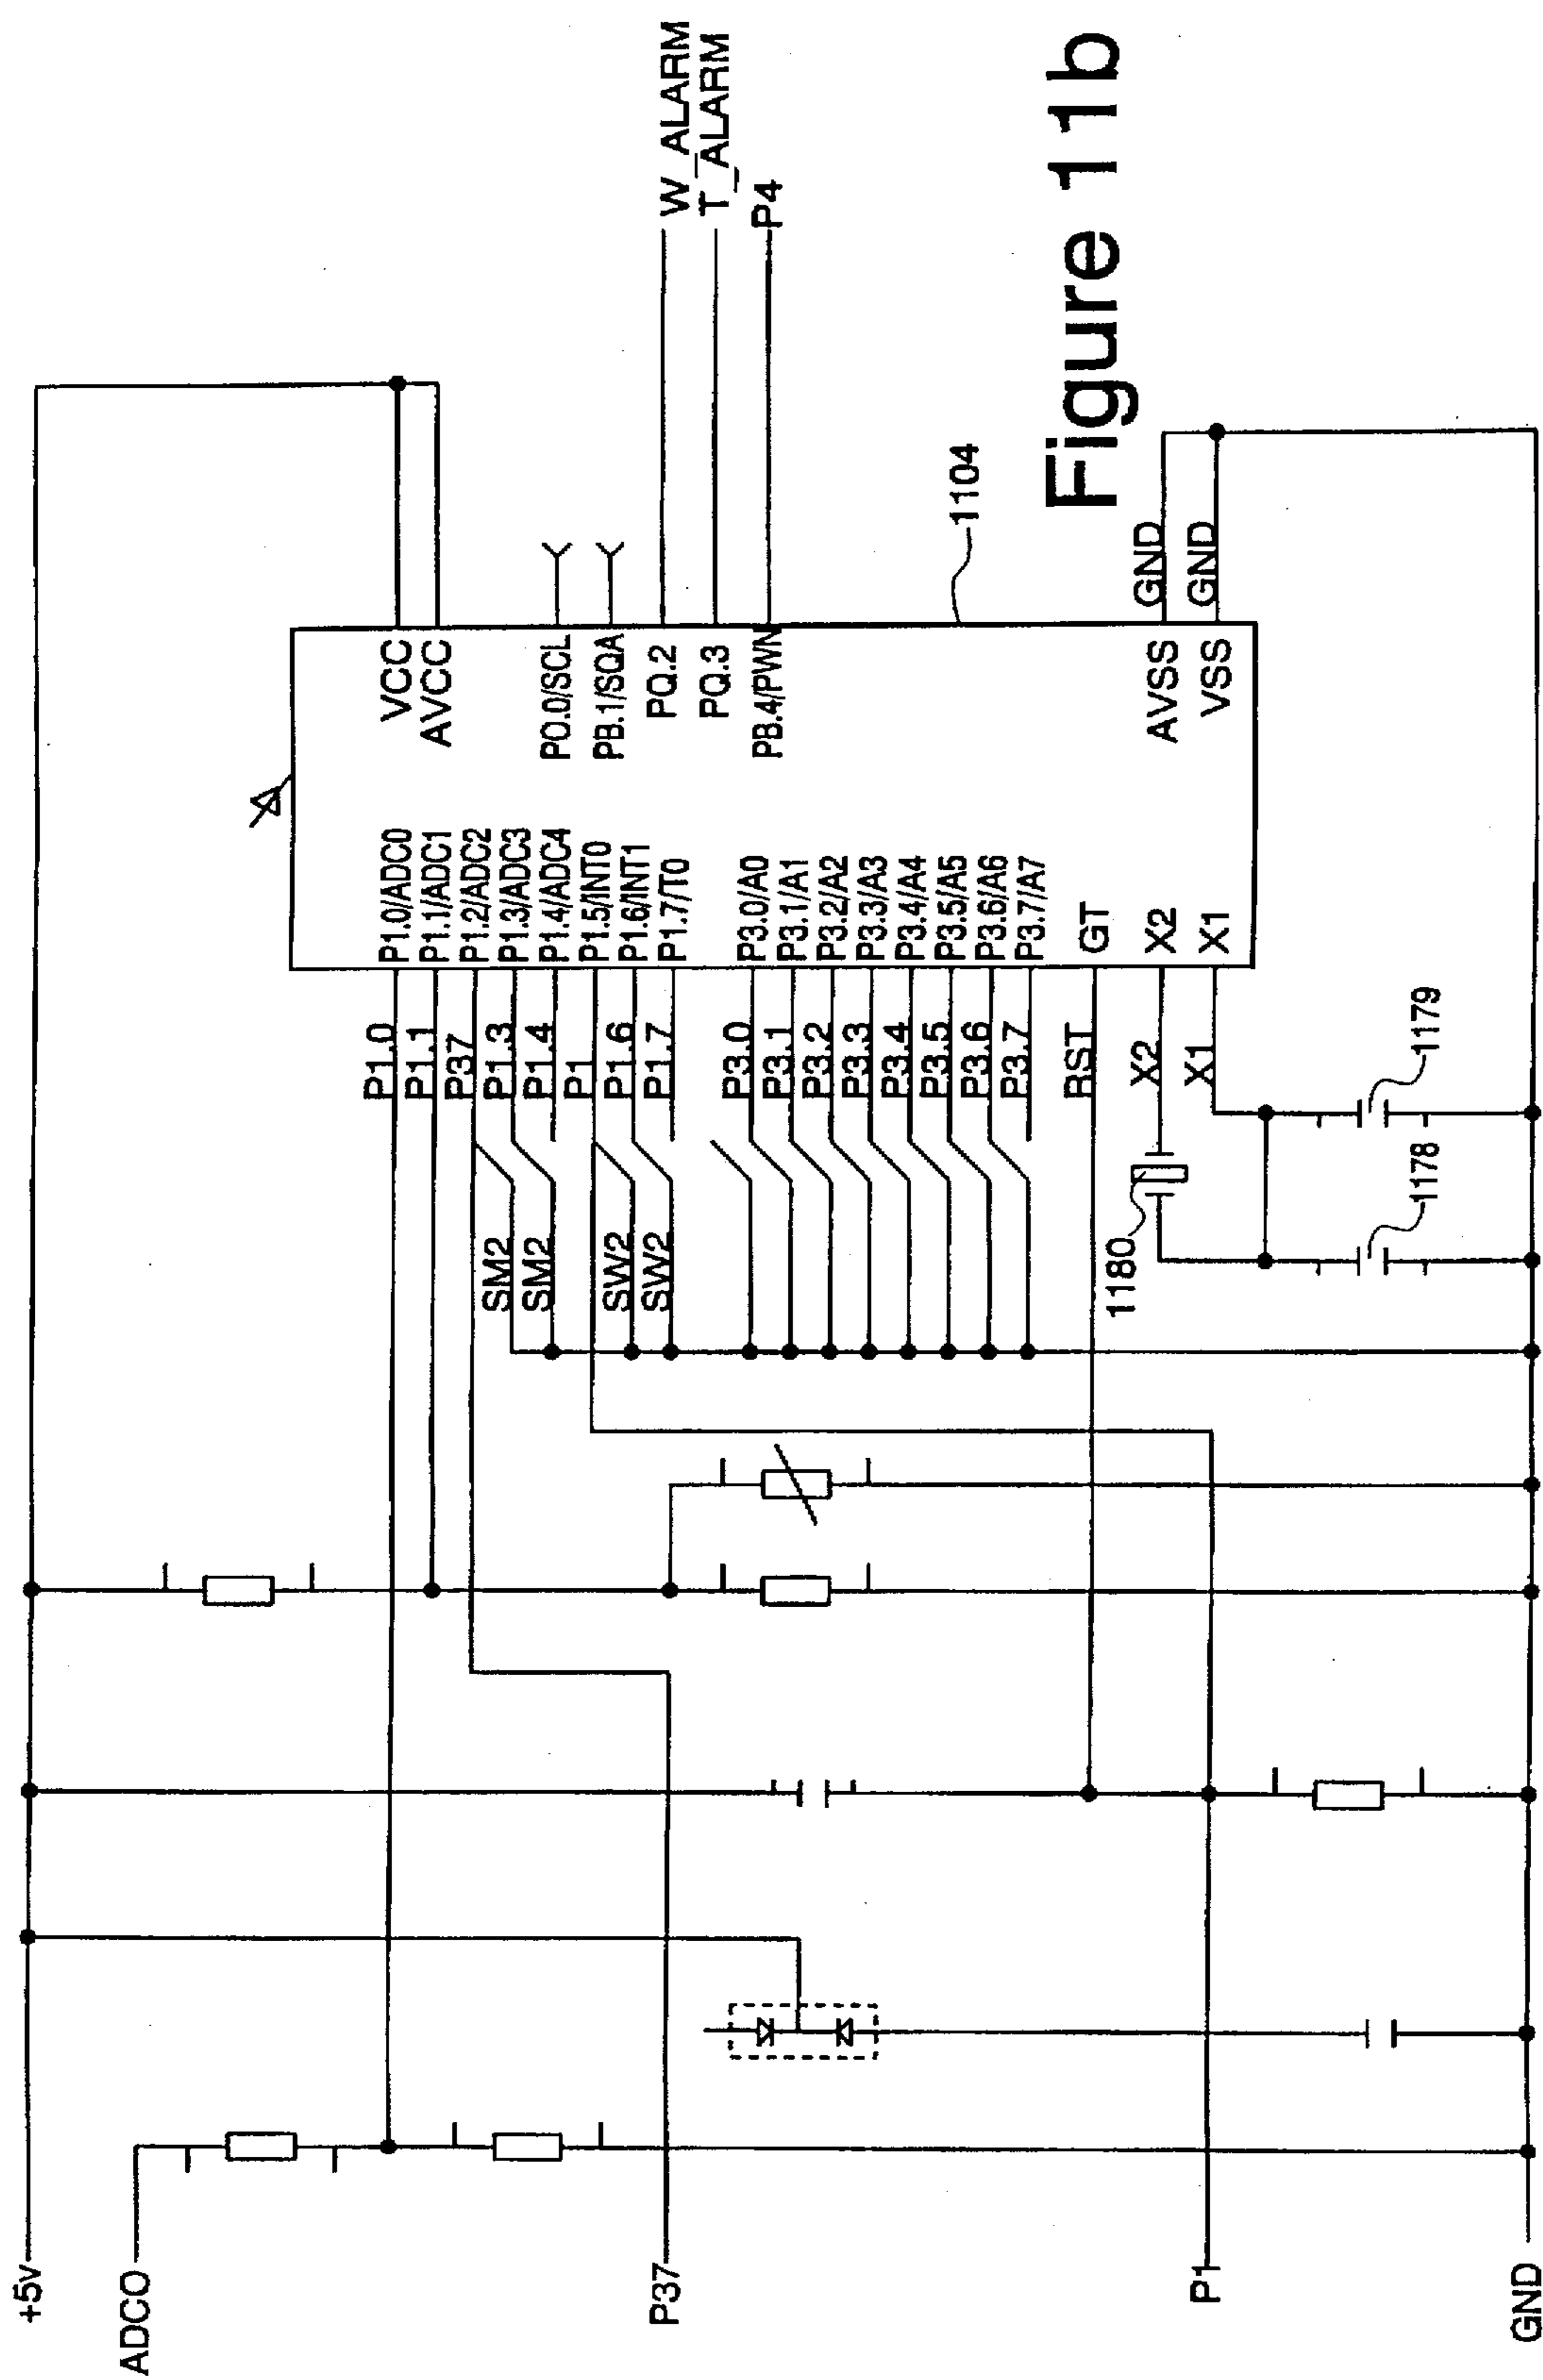 +5v
ADCO
P37
P1
GND
P1.0
P1.1
P37
P1.3
P1.4
P1
P1.6
P1.7
SM2
SM2
SW2
SW2
P3.0
P3.1
P3.2
P3.3
P3.4
P3.5
P3.6
P3.7
RST
X2
X1
1180
1178
1179
P1.0/ADC0
P1.1/ADC1
P1.2/ADC2
P1.3/ADC3
P1.4/ADC4
P1.5/INT0
P1.6/INT1
P1.7/T0
P3.0/A0
P3.1/A1
P3.2/A2
P3.3/A3
P3.4/A4
P3.5/A5
P3.6/A6
P3.7/A7
GT
X2
X1
VCC
AVCC
PO.0/SCL
PB.1/SQA
PQ.2
PQ.3
PB.4/PWN
AVSS
VSS
GND
GND
1104
W_ALARM
T_ALARM
P4
Figure 11b